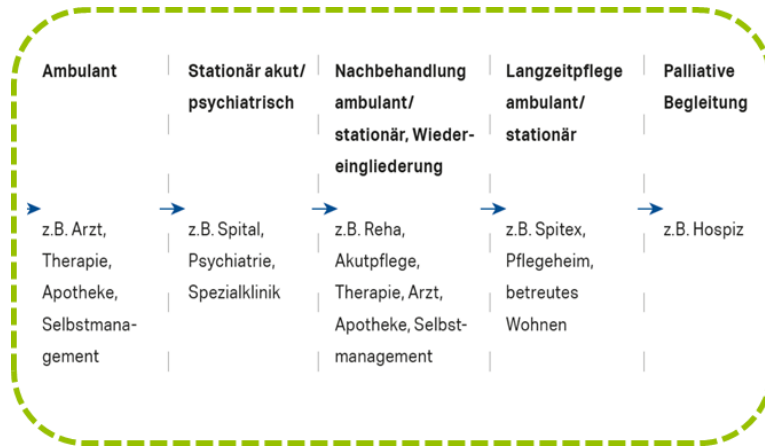 Ambulant
Stationär akut/
psychiatrisch
Nachbehandlung
ambulant/
stationär, Wieder-
eingliederung
Langzeitpflege
ambulant/
stationär
Palliative
Begleitung
z.B. Arzt,
Therapie,
Apotheke,
Selbstmana-
gement
z.B. Spital,
Psychiatrie,
Spezialklinik
z.B. Reha,
Akutpflege,
Therapie, Arzt,
Apotheke, Selbst-
management
z.B. Spitex,
Pflegeheim,
betreutes
Wohnen
z.B. Hospiz